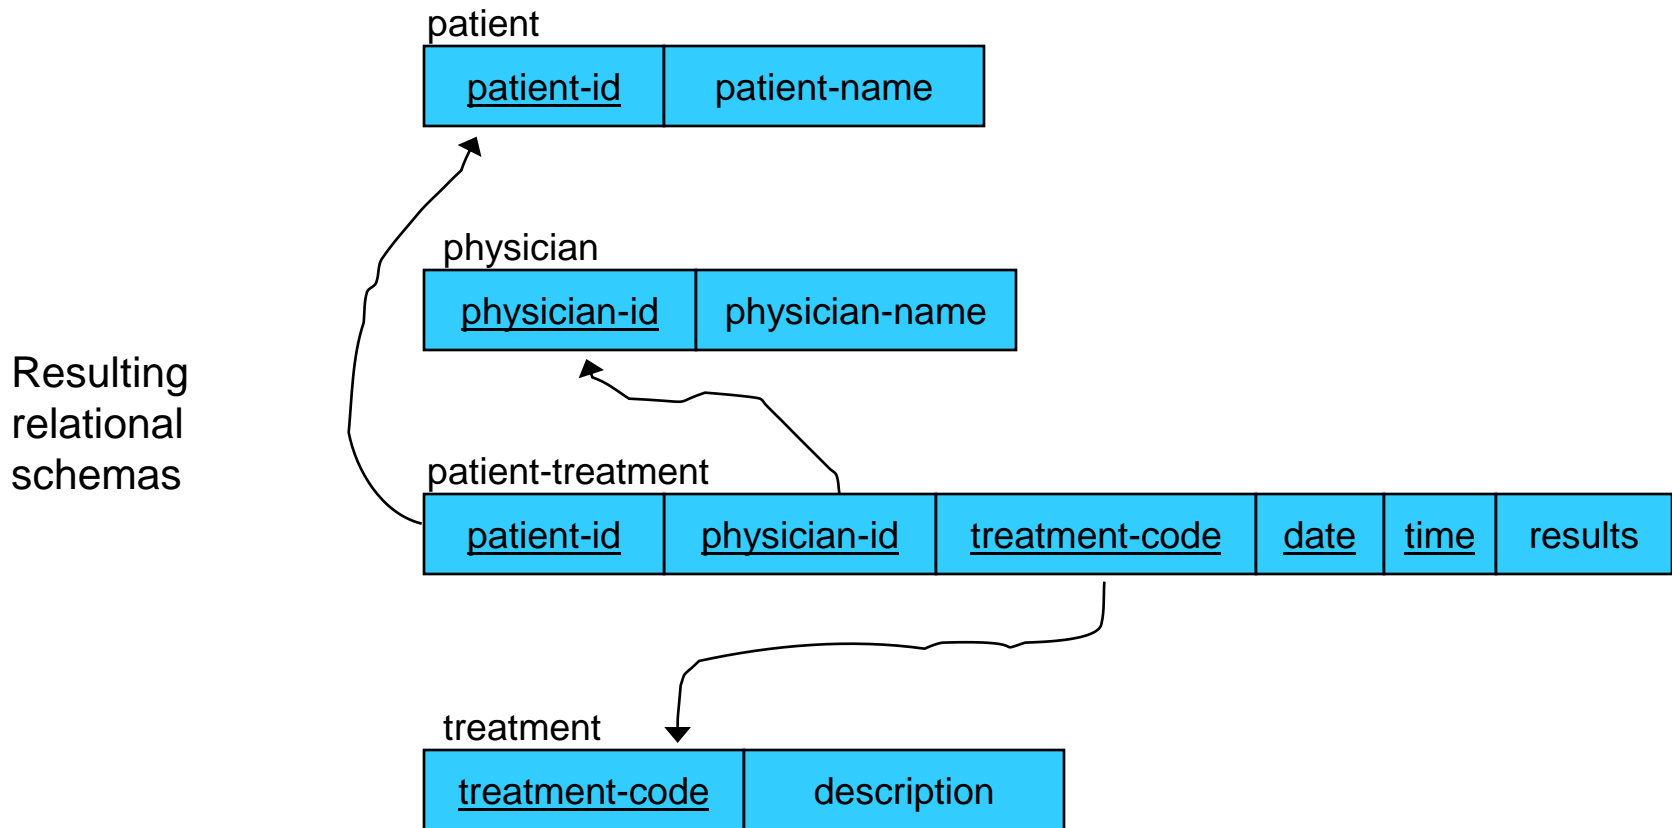 patient
patient-id patient-name
physician
physician-id physician-name
Resulting
relational
schemas
patient-treatment
patient-id physician-id treatment-code date time results
treatment
treatment-code description